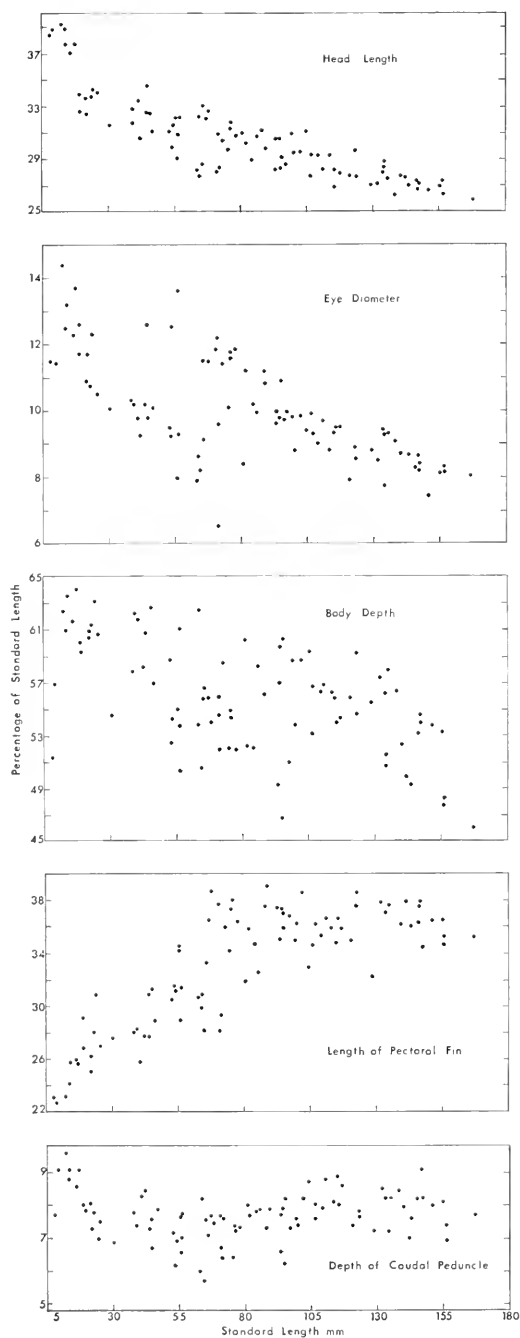 37
33
29
25
Head Length
14
12
10
8
6
Eye Diameter
65
61
57
53
49
45
Body Depth
Percentage of Standard Length
38
34
30
26
22
Length of Pectoral Fin
9
7
5
Depth of Caudal Peduncle
5 30 55 80 105 130 155 180
Standard Length mm